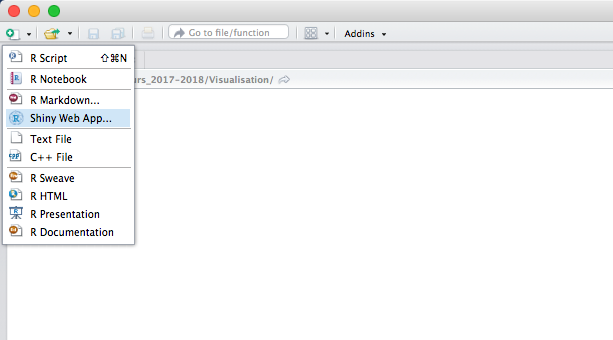 Go to file/function
Addins
R Script ⇧⌘N
R Notebook
urs_2017-2018/Visualisation/
R Markdown...
Shiny Web App...
Text File
C++ File
R Sweave
R HTML
R Presentation
R Documentation